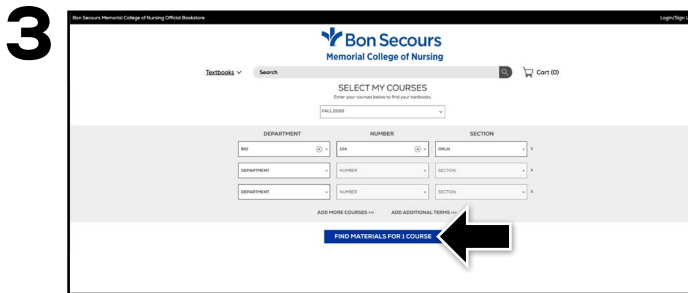 3
Bon Secours Memorial College of Nursing Official Bookstore
Login/Sign
Bon Secours
Memorial College of Nursing
Textbooks
Search
Cart (0)
SELECT MY COURSES
Enter your courses below to find your textbooks.
FALL 2020
DEPARTMENT NUMBER SECTION
BIO x ONLN x
DEPARTMENT NUMBER SECTION x
DEPARTMENT NUMBER SECTION x
ADD MORE COURSES ADD ADDITIONAL TERMS
FIND MATERIALS FOR 1 COURSE